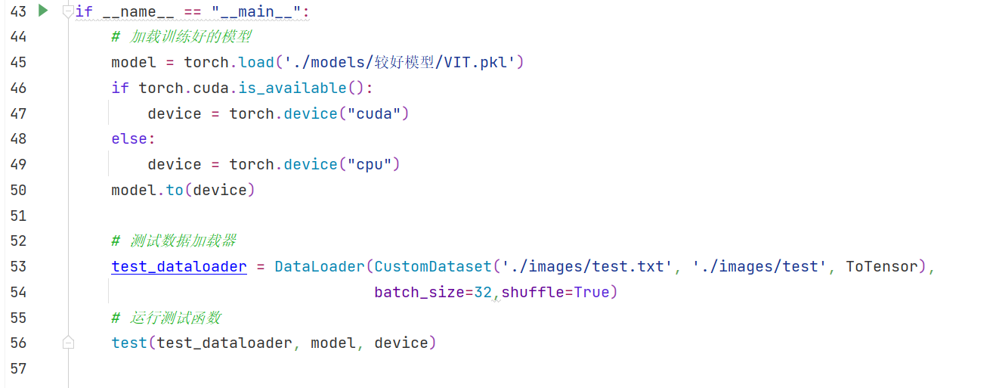 43 if __name__ == "__main__":
44 # 加载训练好的模型
45 model = torch.load('./models/较好模型/VIT.pkl')
46 if torch.cuda.is_available():
47 device = torch.device("cuda")
48 else:
49 device = torch.device("cpu")
50 model.to(device)
51
52 # 测试数据加载器
53 test_dataloader = DataLoader(CustomDataset('./images/test.txt', './images/test', ToTensor),
54 batch_size=32,shuffle=True)
55 # 运行测试函数
56 test(test_dataloader, model, device)
57